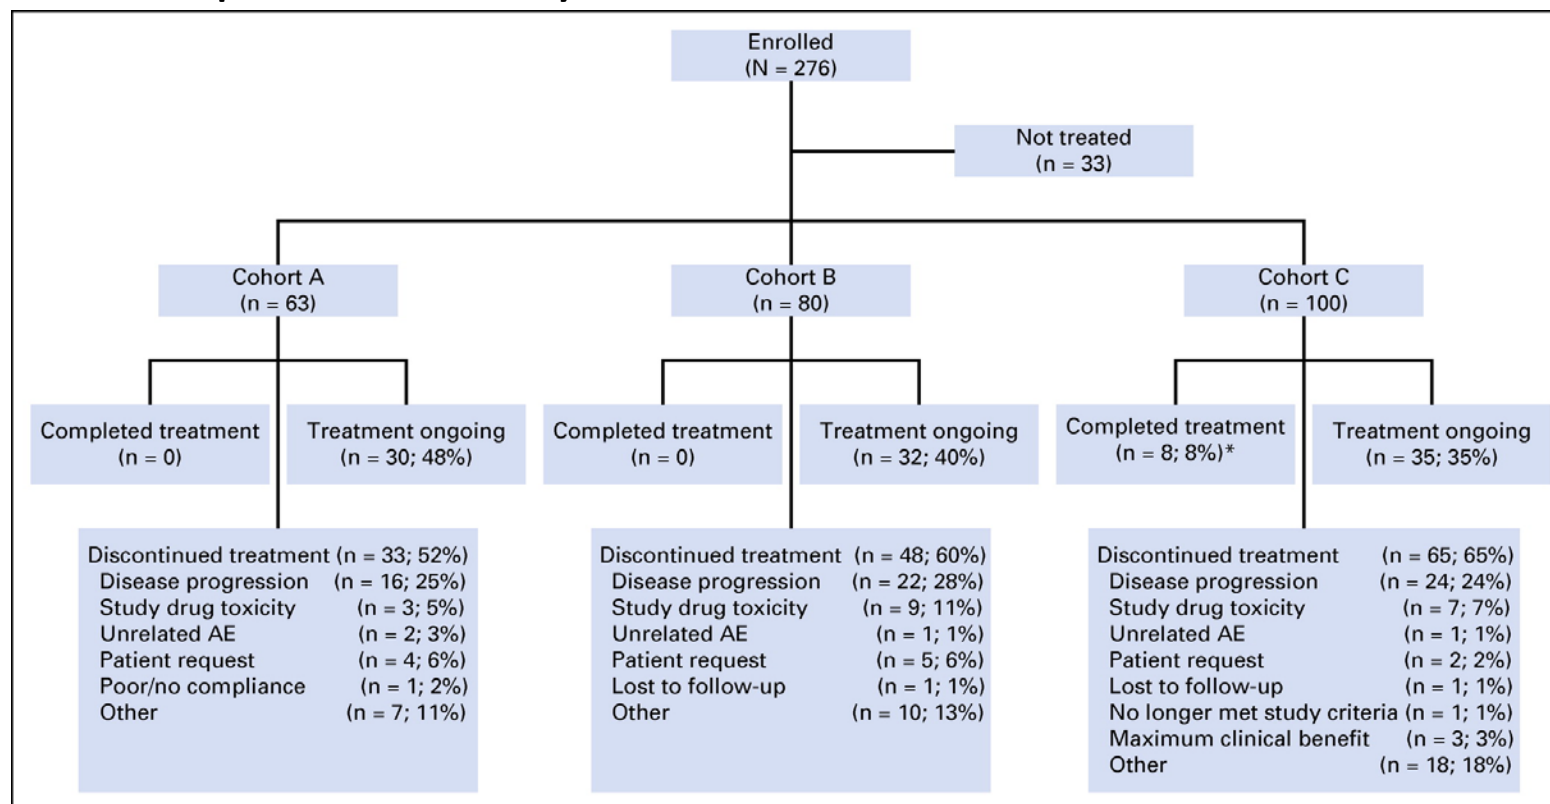 Enrolled
(N = 276)
Not treated
(n = 33)
Cohort A
(n = 63)
Cohort B
(n = 80)
Cohort C
(n = 100)
Completed treatment
(n = 0)
Treatment ongoing
(n = 30; 48%)
Completed treatment
(n = 0)
Treatment ongoing
(n = 32; 40%)
Completed treatment
(n = 8; 8%)*
Treatment ongoing
(n = 35; 35%)
Discontinued treatment (n = 33; 52%)
Disease progression (n = 16; 25%)
Study drug toxicity (n = 3; 5%)
Unrelated AE (n = 2; 3%)
Patient request (n = 4; 6%)
Poor/no compliance (n = 1; 2%)
Other (n = 7; 11%)
Discontinued treatment (n = 48; 60%)
Disease progression (n = 22; 28%)
Study drug toxicity (n = 9; 11%)
Unrelated AE (n = 1; 1%)
Patient request (n = 5; 6%)
Lost to follow-up (n = 1; 1%)
Other (n = 10; 13%)
Discontinued treatment (n = 65; 65%)
Disease progression (n = 24; 24%)
Study drug toxicity (n = 7; 7%)
Unrelated AE (n = 1; 1%)
Patient request (n = 2; 2%)
Lost to follow-up (n = 1; 1%)
No longer met study criteria (n = 1; 1%)
Maximum clinical benefit (n = 3; 3%)
Other (n = 18; 18%)